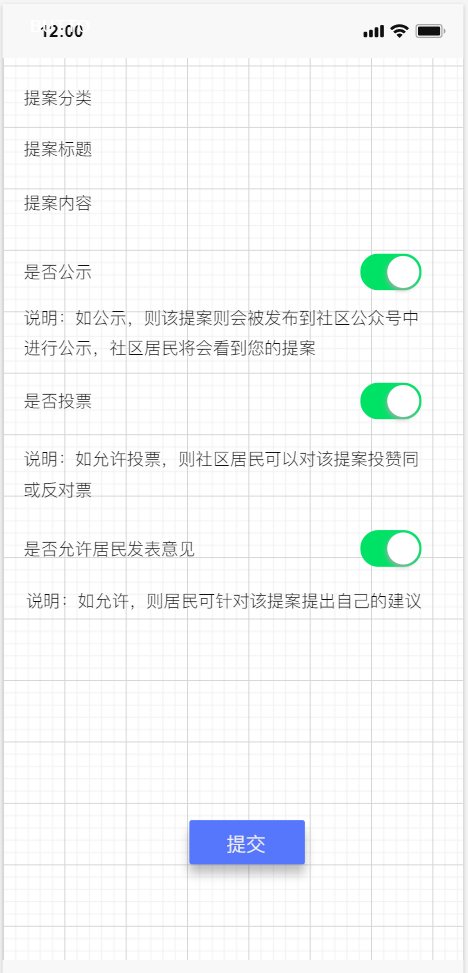 12:00
提案分类
提案标题
提案内容
是否公示
说明：如公示，则该提案则会被发布到社区公众号中
进行公示，社区居民将会看到您的提案
是否投票
说明：如允许投票，则社区居民可以对该提案投赞同
或反对票
是否允许居民发表意见
说明：如允许，则居民可针对该提案提出自己的建议
提交